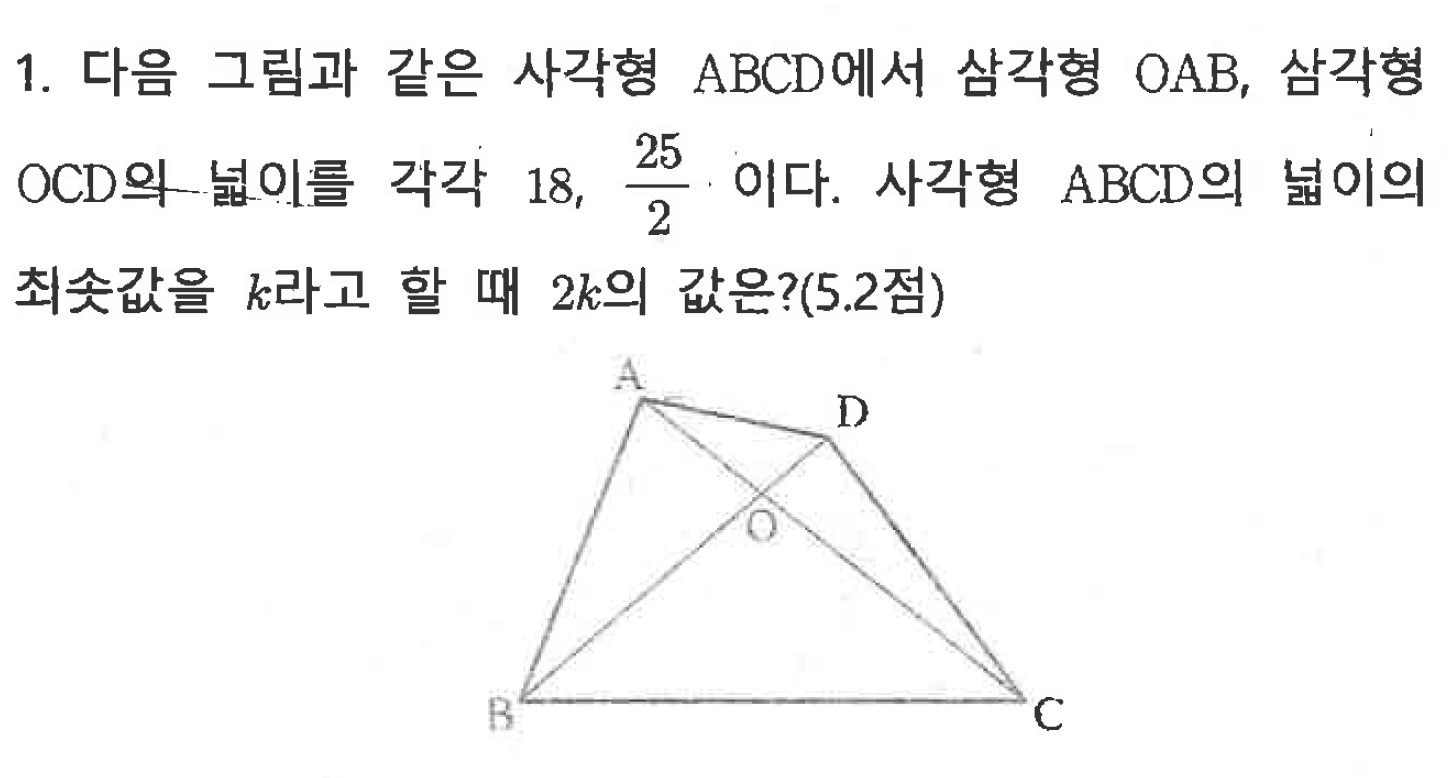 1. 다음 그림과 같은 사각형 ABCD에서 삼각형 OAB, 삼각형
OCD의 넓이를 각각 18, 25/2 이다. 사각형 ABCD의 넓이의
최솟값을 k라고 할 때 2k의 값은?(5.2점)
A
D
O
B
C